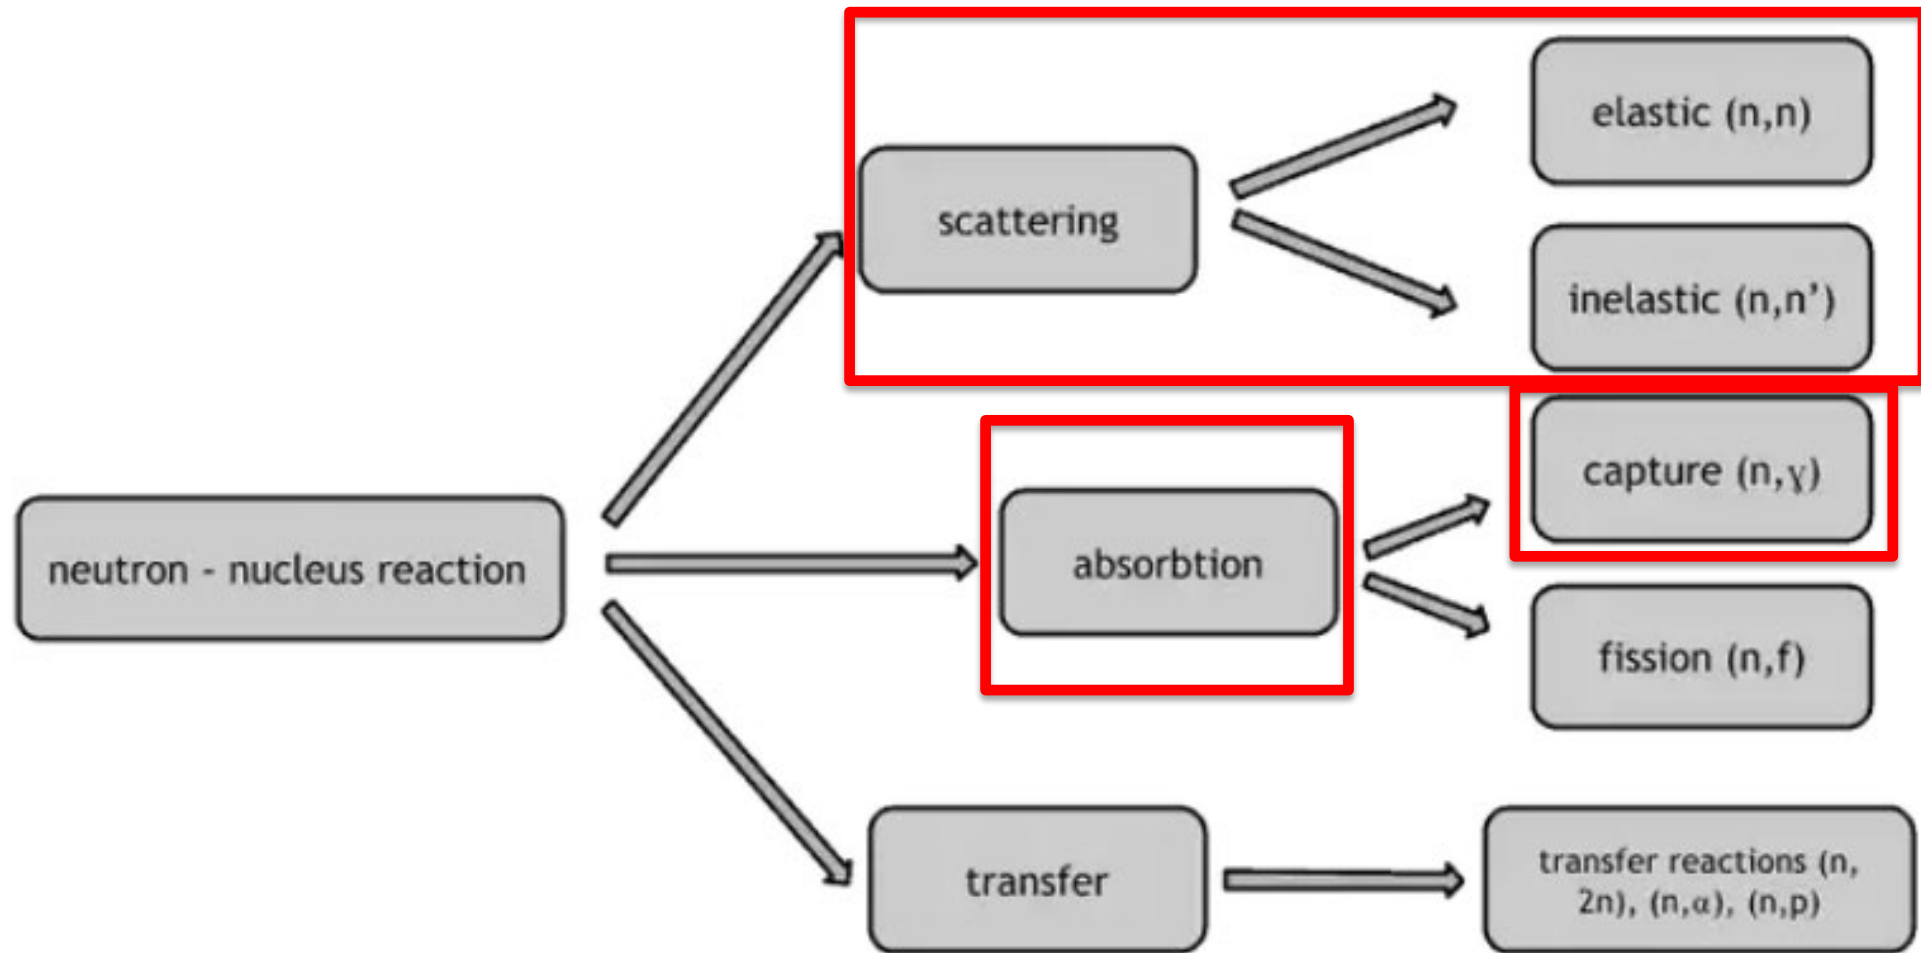 elastic (n,n)
scattering
inelastic (n,n’)
capture (n,γ)
neutron - nucleus reaction
absorbtion
fission (n,f)
transfer
transfer reactions (n,
2n), (n,α), (n,p)